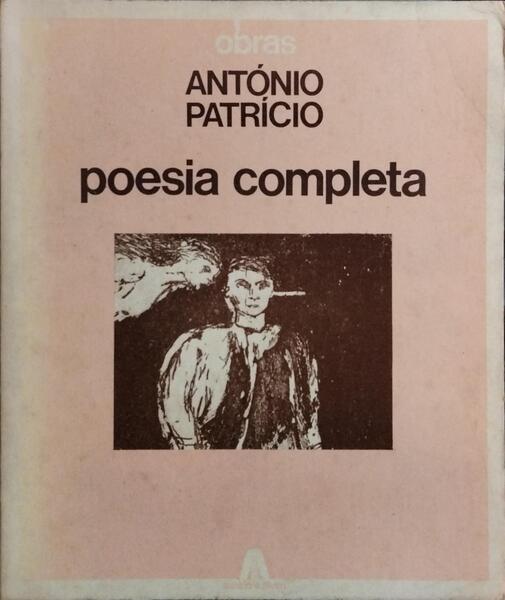 obras
ANTÓNIO
PATRÍCIO
poesia completa
A